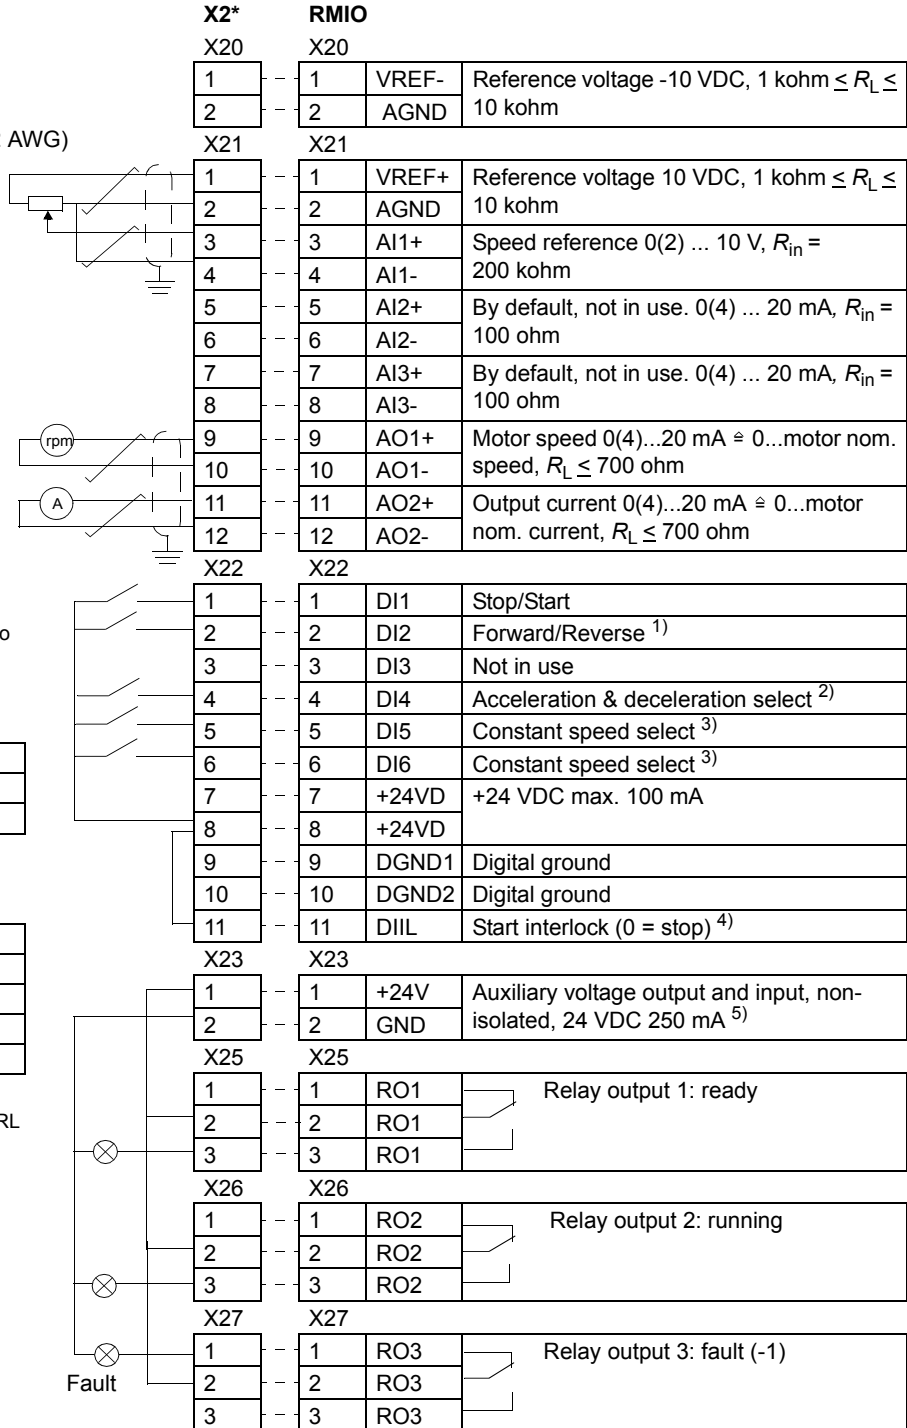 X2* RMIO
X20 X20
1 1 VREF- Reference voltage -10 VDC, 1 kohm ≤ RL ≤
2 2 AGND 10 kohm
AWG)
X21 X21
1 1 VREF+ Reference voltage 10 VDC, 1 kohm ≤ RL ≤
2 2 AGND 10 kohm
3 3 AI1+ Speed reference 0(2) ... 10 V, Rin =
4 4 AI1- 200 kohm
5 5 AI2+ By default, not in use. 0(4) ... 20 mA, Rin =
6 6 AI2- 100 ohm
7 7 AI3+ By default, not in use. 0(4) ... 20 mA, Rin =
8 8 AI3- 100 ohm
rpm 9 9 AO1+ Motor speed 0(4)...20 mA ≙ 0...motor nom.
10 10 AO1- speed, RL ≤ 700 ohm
A 11 11 AO2+ Output current 0(4)...20 mA ≙ 0...motor
12 12 AO2- nom. current, RL ≤ 700 ohm
X22 X22
1 1 DI1 Stop/Start
o 2 2 DI2 Forward/Reverse 1)
3 3 DI3 Not in use
4 4 DI4 Acceleration & deceleration select 2)
5 5 DI5 Constant speed select 3)
6 6 DI6 Constant speed select 3)
7 7 +24VD +24 VDC max. 100 mA
8 8 +24VD
9 9 DGND1 Digital ground
10 10 DGND2 Digital ground
11 11 DIIL Start interlock (0 = stop) 4)
X23 X23
1 1 +24V Auxiliary voltage output and input, non-
2 2 GND isolated, 24 VDC 250 mA 5)
X25 X25
1 1 RO1 Relay output 1: ready
RL 2 2 RO1
3 3 RO1
X26 X26
1 1 RO2 Relay output 2: running
2 2 RO2
3 3 RO2
X27 X27
1 1 RO3 Relay output 3: fault (-1)
Fault 2 2 RO3
3 3 RO3